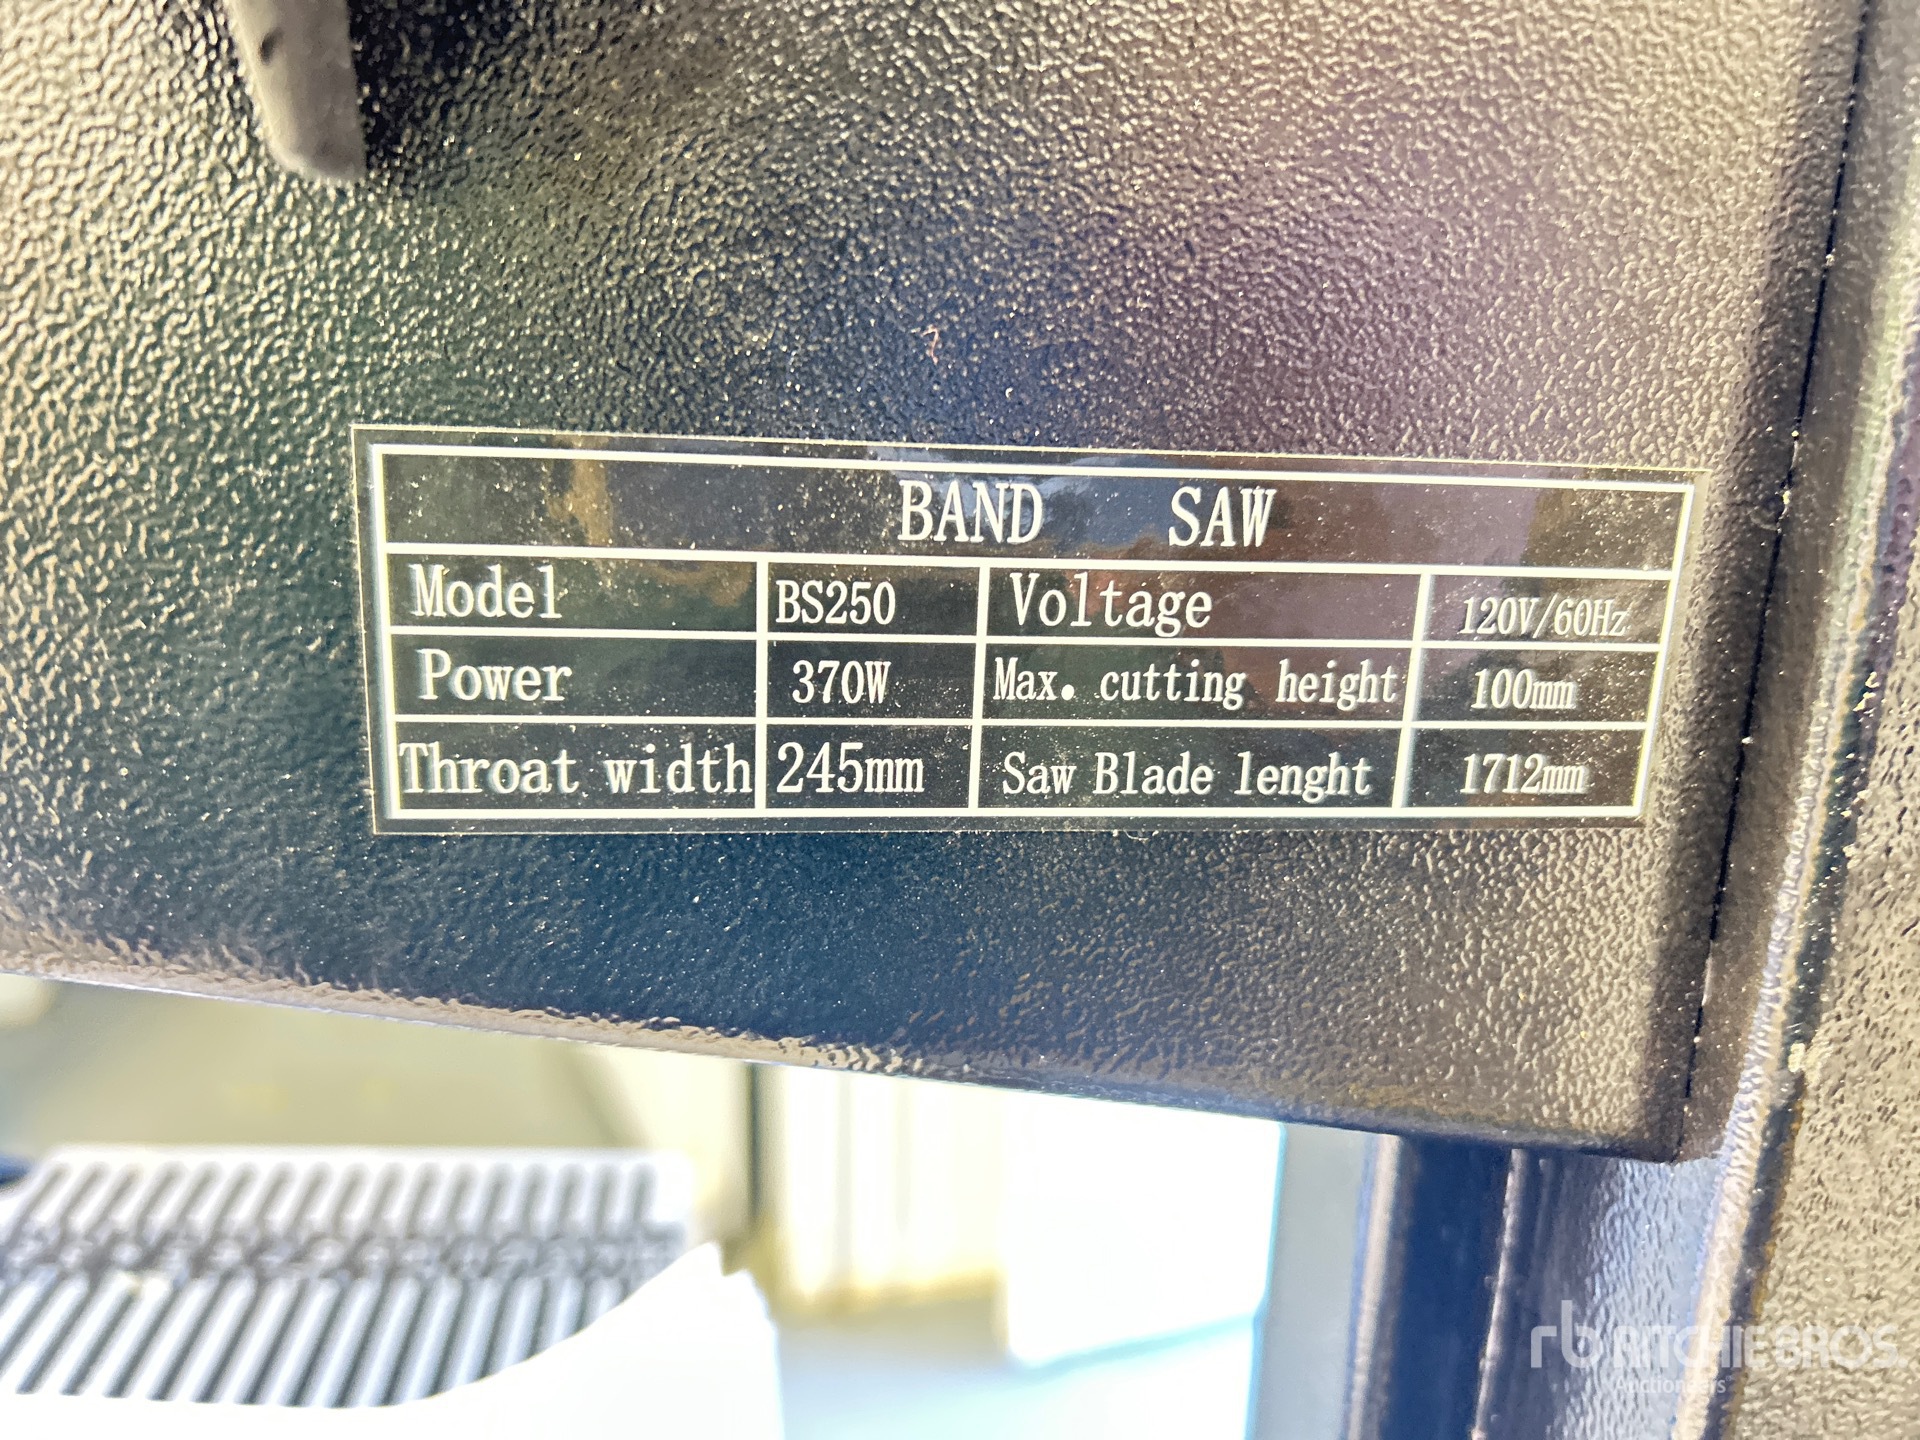 BAND SAW
Model BS250 Voltage 120V/60Hz
Power 370W Max. cutting height 100mm
Throat width 245mm Saw Blade lenght 1712mm
rb RITCHIE BROS.
Auctioneers